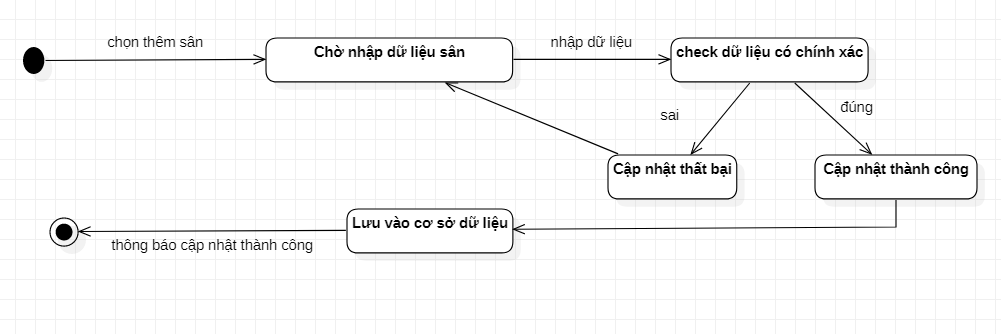 chọn thêm sân
Chờ nhập dữ liệu sân
nhập dữ liệu
check dữ liệu có chính xác
sai
đúng
Cập nhật thất bại
Cập nhật thành công
Lưu vào cơ sở dữ liệu
thông báo cập nhật thành công